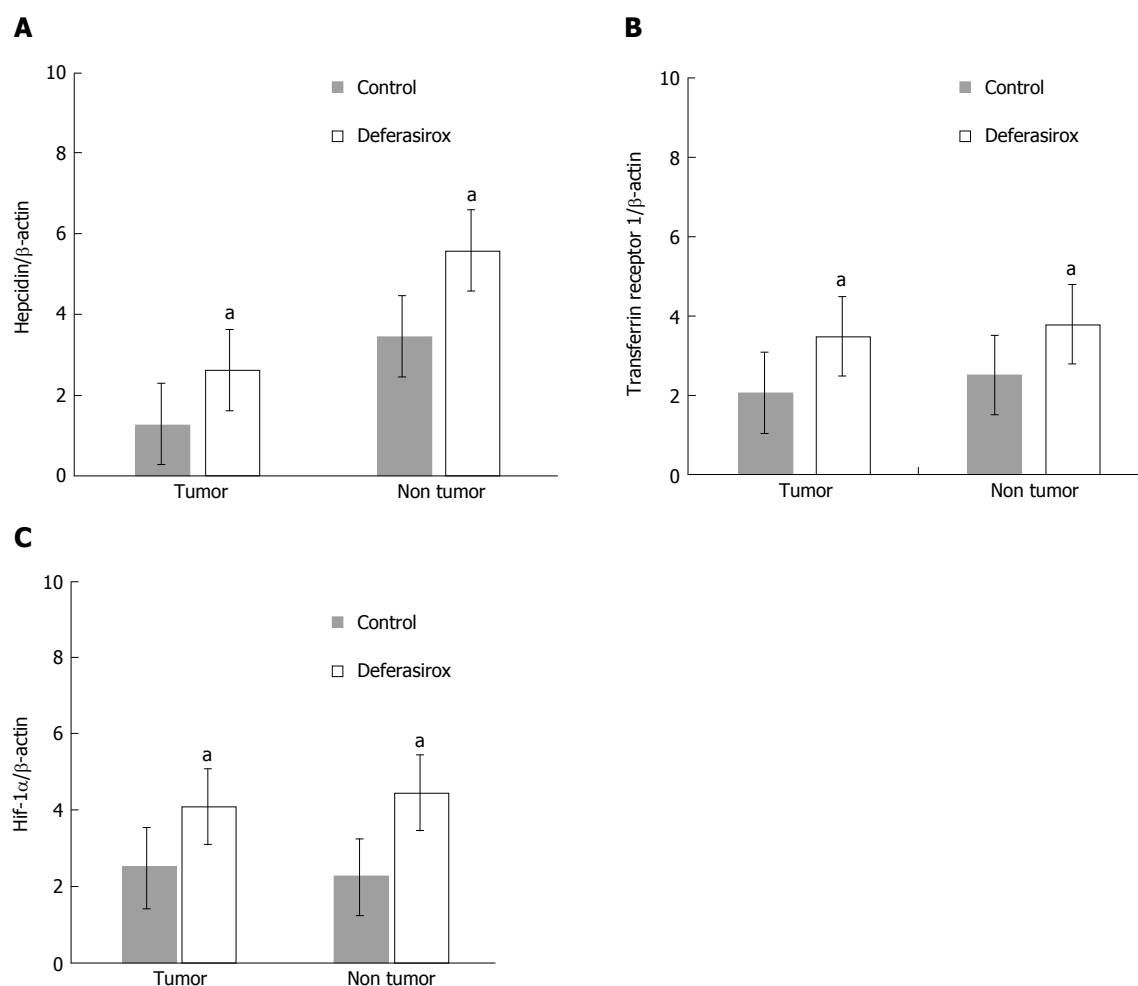 A
Hepcidin/β-actin
10
8
6
4
2
0
Control
Deferasirox
a
a
Tumor
Non tumor
B
Transferrin receptor 1/β-actin
10
8
6
4
2
0
Control
Deferasirox
a
a
Tumor
Non tumor
C
Hif-1α/β-actin
10
8
6
4
2
0
Control
Deferasirox
a
a
Tumor
Non tumor